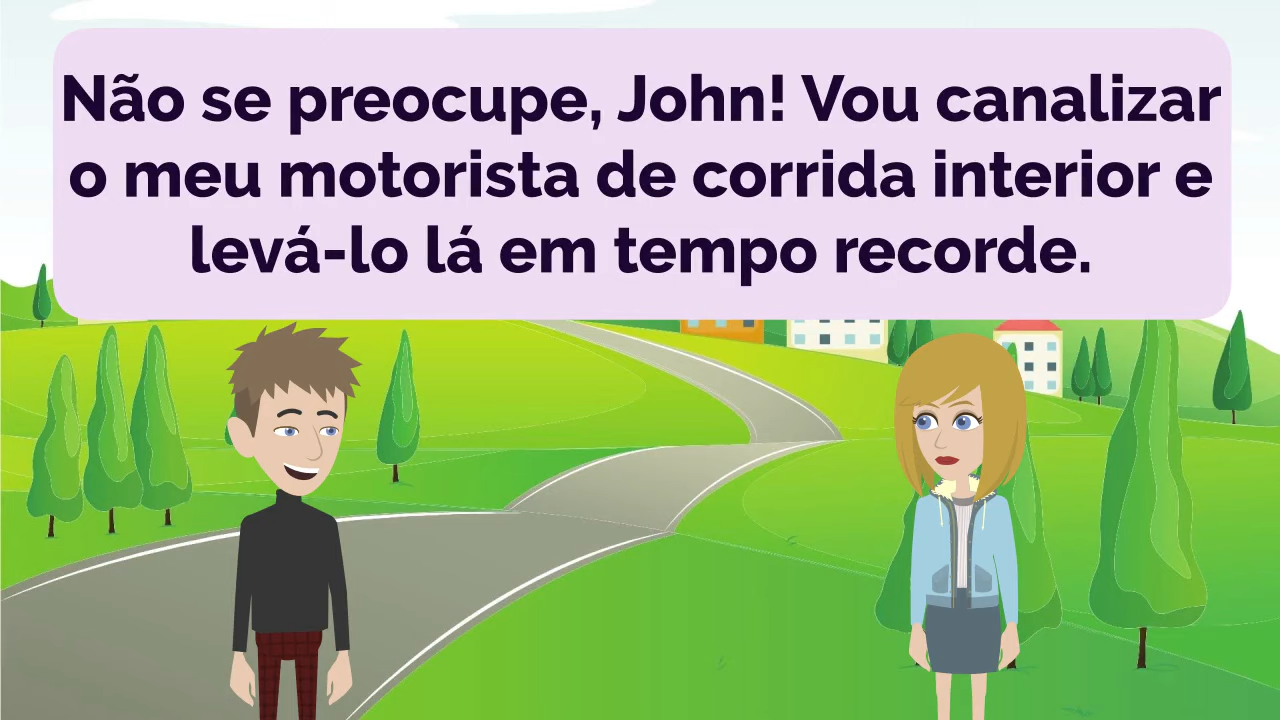 Não se preocupe, John! Vou canalizar
o meu motorista de corrida interior e
levá-lo lá em tempo recorde.